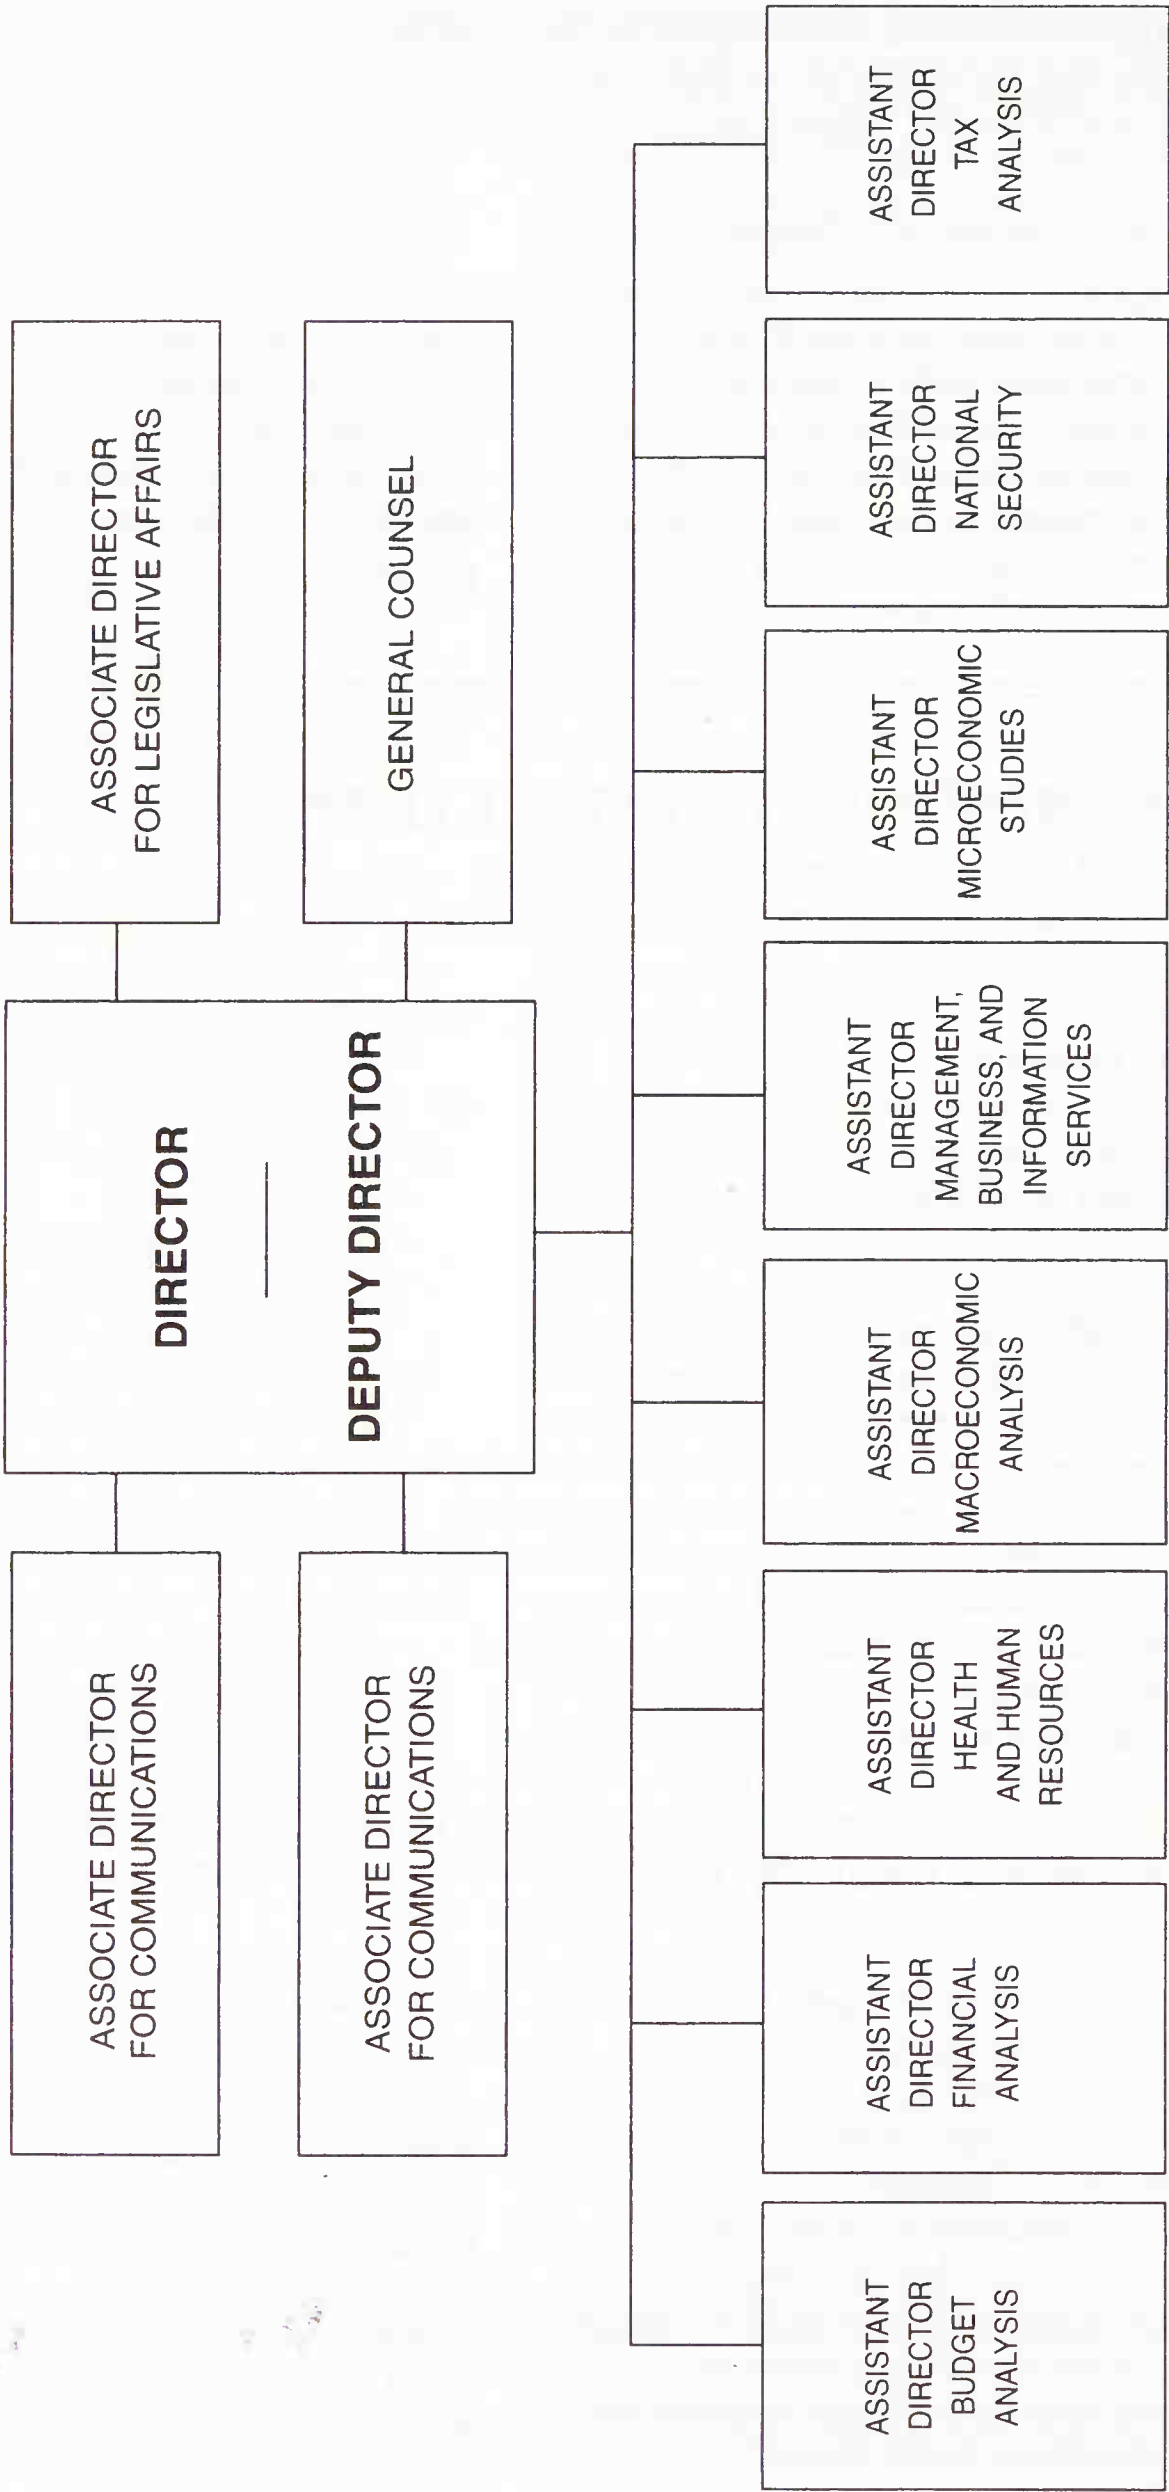 ASSOCIATE DIRECTOR
FOR COMMUNICATIONS
ASSOCIATE DIRECTOR
FOR COMMUNICATIONS
DIRECTOR
DEPUTY DIRECTOR
ASSOCIATE DIRECTOR
FOR LEGISLATIVE AFFAIRS
GENERAL COUNSEL
ASSISTANT
DIRECTOR
BUDGET
ANALYSIS
ASSISTANT
DIRECTOR
FINANCIAL
ANALYSIS
ASSISTANT
DIRECTOR
HEALTH
AND HUMAN
RESOURCES
ASSISTANT
DIRECTOR
MACROECONOMIC
ANALYSIS
ASSISTANT
DIRECTOR
MANAGEMENT,
BUSINESS, AND
INFORMATION
SERVICES
ASSISTANT
DIRECTOR
MICROECONOMIC
STUDIES
ASSISTANT
DIRECTOR
NATIONAL
SECURITY
ASSISTANT
DIRECTOR
TAX
ANALYSIS